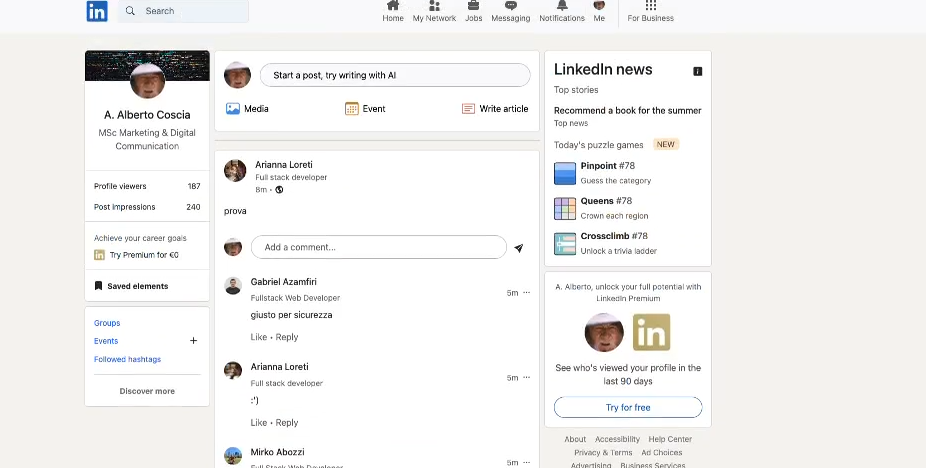 in
Search
Home
My Network
Jobs
Messaging
Notifications
Me
For Business
A. Alberto Coscia
MSc Marketing & Digital
Communication
Profile viewers 187
Post impressions 240
Achieve your career goals
in Try Premium for €0
Saved elements
Groups
Events +
Followed hashtags
Discover more
Start a post, try writing with AI
Media
Event
Write article
Arianna Loreti
Full stack developer
8m •
prova
Add a comment...
Gabriel Azamfiri
5m ...
Fullstack Web Developer
giusto per sicurezza
Like • Reply
Arianna Loreti
5m ...
Full stack developer
:')
Like • Reply
Mirko Abozzi
5m ...
Full Stack Web Developer
LinkedIn news
Top stories
Recommend a book for the summer
Top news
Today's puzzle games NEW
Pinpoint #78
Guess the category
Queens #78
Crown each region
Crossclimb #78
Unlock a trivia ladder
A. Alberto, unlock your full potential with
LinkedIn Premium
in
See who's viewed your profile in the
last 90 days
Try for free
About Accessibility Help Center
Privacy & Terms Ad Choices
Advertising Business Services